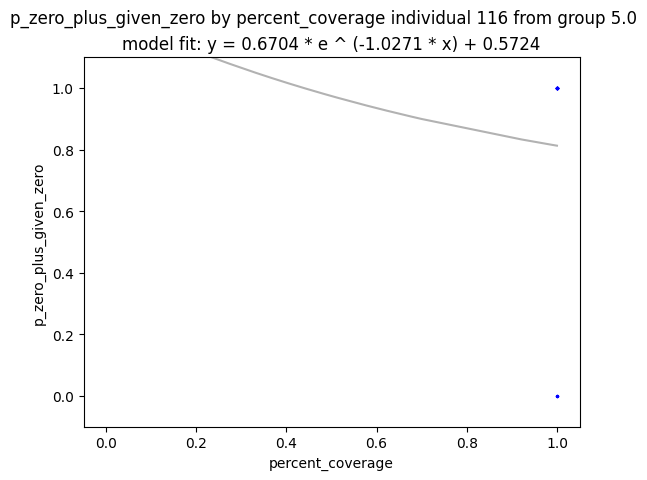 p_zero_plus_given_zero by percent_coverage individual 116 from group 5.0
model fit: y = 0.6704 * e ^ (-1.0271 * x) + 0.5724
1.0
0.8
0.6
0.4
0.2
0.0
p_zero_plus_given_zero
0.0 0.2 0.4 0.6 0.8 1.0
percent_coverage